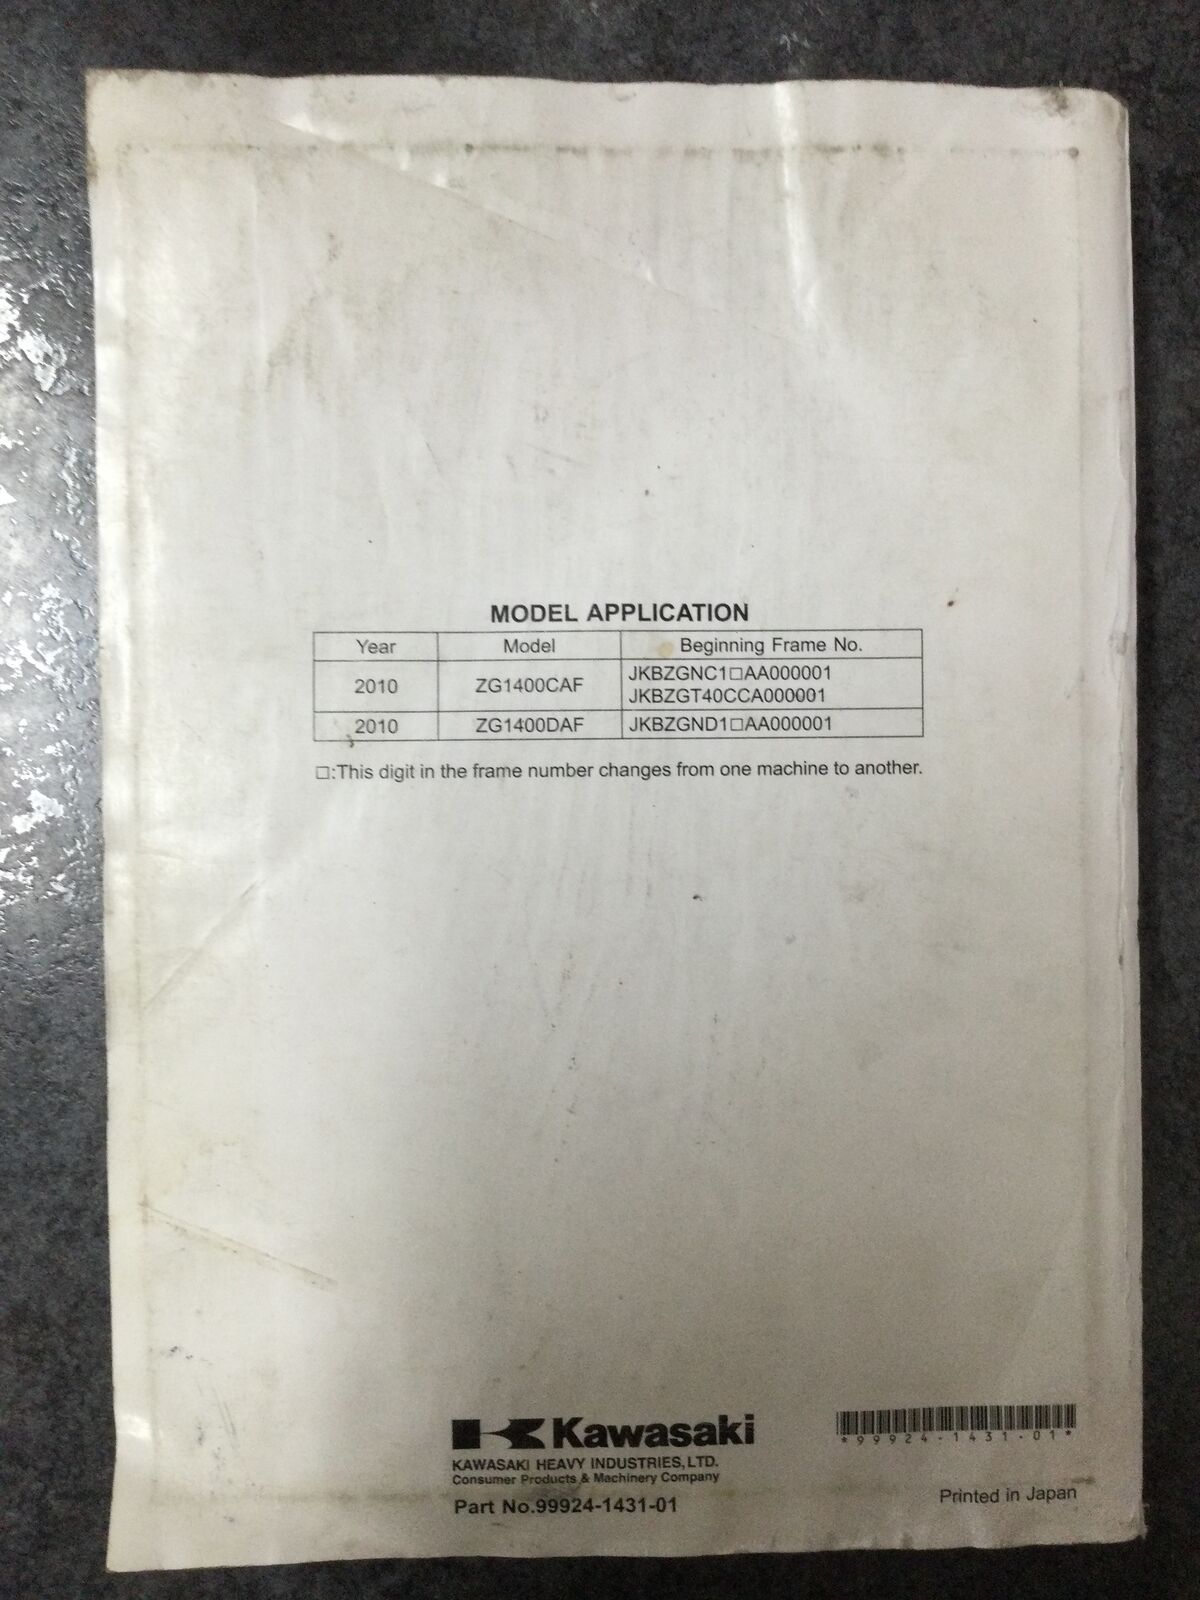 MODEL APPLICATION
Year Model Beginning Frame No.
2010 ZG1400CAF JKBZGNC1□AA000001
JKBZGT40CCA000001
2010 ZG1400DAF JKBZGND1□AA000001
□:This digit in the frame number changes from one machine to another.
Kawasaki
KAWASAKI HEAVY INDUSTRIES,LTD.
Consumer Products & Machinery Company
Part No.99924-1431-01
*99924-1431-01*
Printed in Japan